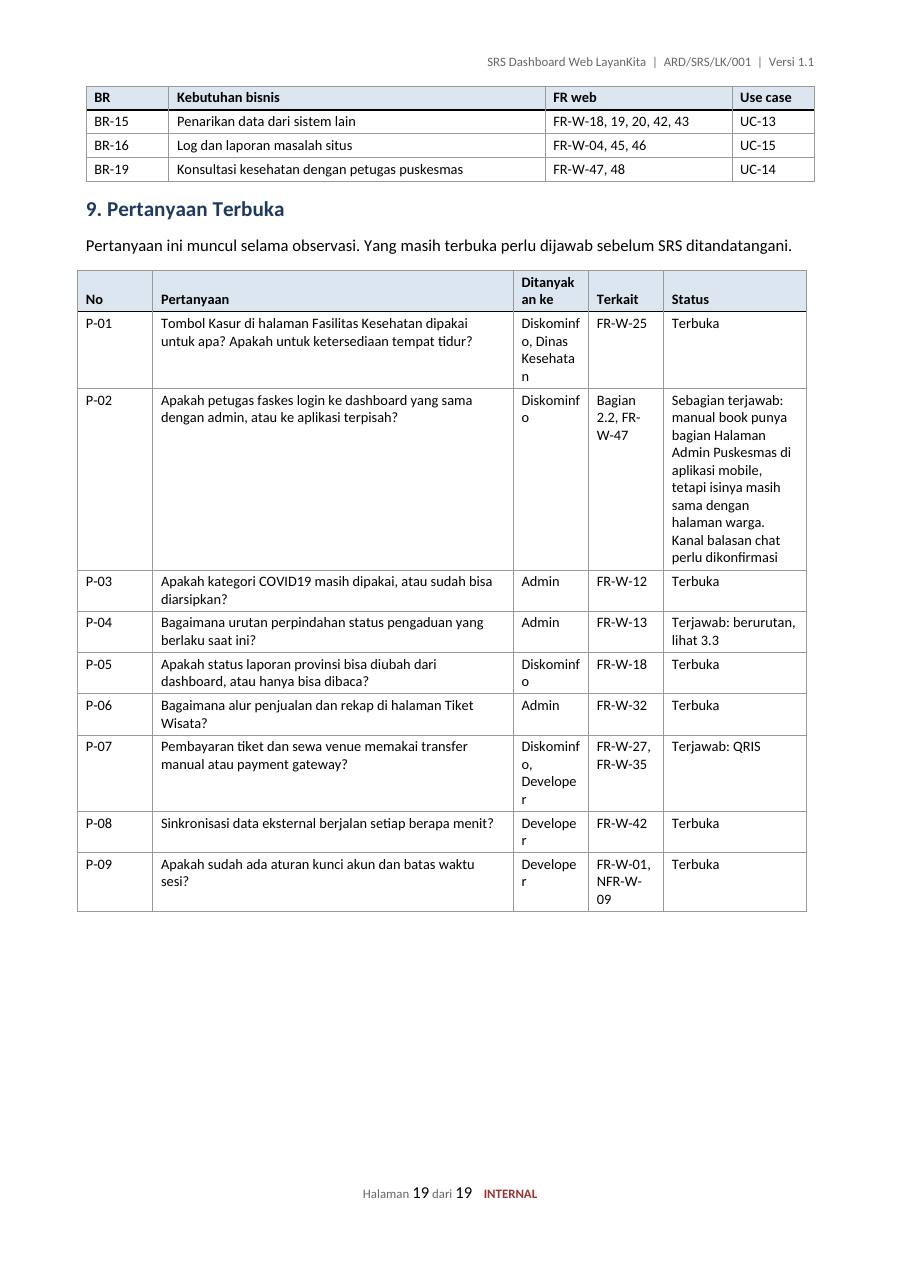 SRS Dashboard Web LayanKita | ARD/SRS/LK/001 | Versi 1.1
BR Kebutuhan bisnis FR web Use case
BR-15 Penarikan data dari sistem lain FR-W-18, 19, 20, 42, 43 UC-13
BR-16 Log dan laporan masalah situs FR-W-04, 45, 46 UC-15
BR-19 Konsultasi kesehatan dengan petugas puskesmas FR-W-47, 48 UC-14
9. Pertanyaan Terbuka
Pertanyaan ini muncul selama observasi. Yang masih terbuka perlu dijawab sebelum SRS ditandatangani.
Ditanyak
No Pertanyaan an ke Terkait Status
P-01 Tombol Kasur di halaman Fasilitas Kesehatan dipakai Diskominf FR-W-25 Terbuka
untuk apa? Apakah untuk ketersediaan tempat tidur? o, Dinas
Kesehata
n
P-02 Apakah petugas faskes login ke dashboard yang sama Diskominf Bagian Sebagian terjawab:
dengan admin, atau ke aplikasi terpisah? o 2.2, FR- manual book punya
W-47 bagian Halaman
Admin Puskesmas di
aplikasi mobile,
tetapi isinya masih
sama dengan
halaman warga.
Kanal balasan chat
perlu dikonfirmasi
P-03 Apakah kategori COVID19 masih dipakai, atau sudah bisa Admin FR-W-12 Terbuka
diarsipkan?
P-04 Bagaimana urutan perpindahan status pengaduan yang Admin FR-W-13 Terjawab: berurutan,
berlaku saat ini? lihat 3.3
P-05 Apakah status laporan provinsi bisa diubah dari Diskominf FR-W-18 Terbuka
dashboard, atau hanya bisa dibaca? o
P-06 Bagaimana alur penjualan dan rekap di halaman Tiket Admin FR-W-32 Terbuka
Wisata?
P-07 Pembayaran tiket dan sewa venue memakai transfer Diskominf FR-W-27, Terjawab: QRIS
manual atau payment gateway? o, FR-W-35
Develope
r
P-08 Sinkronisasi data eksternal berjalan setiap berapa menit? Develope FR-W-42 Terbuka
r
P-09 Apakah sudah ada aturan kunci akun dan batas waktu Develope FR-W-01, Terbuka
sesi? r NFR-W-
09
Halaman 19 dari 19 INTERNAL